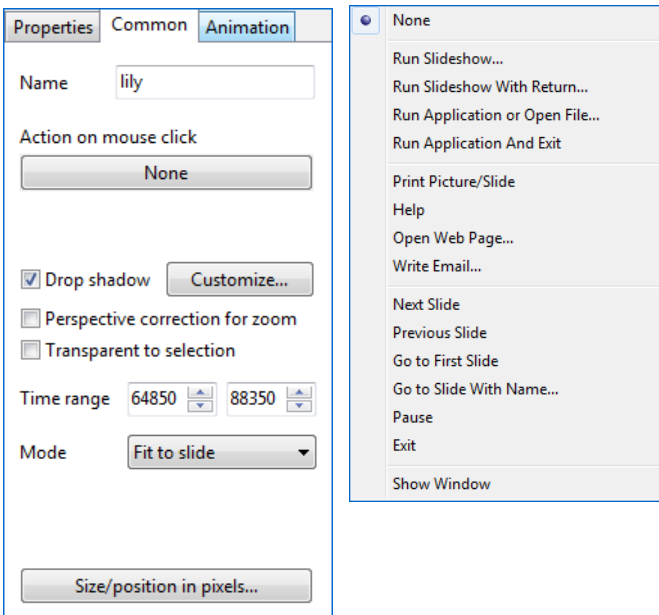 Properties Common Animation
Name lily
Action on mouse click
None
Drop shadow Customize...
Perspective correction for zoom
Transparent to selection
Time range 64850 88350
Mode Fit to slide
Size/position in pixels...
None
Run Slideshow...
Run Slideshow With Return...
Run Application or Open File...
Run Application And Exit
Print Picture/Slide
Help
Open Web Page...
Write Email...
Next Slide
Previous Slide
Go to First Slide
Go to Slide With Name...
Pause
Exit
Show Window